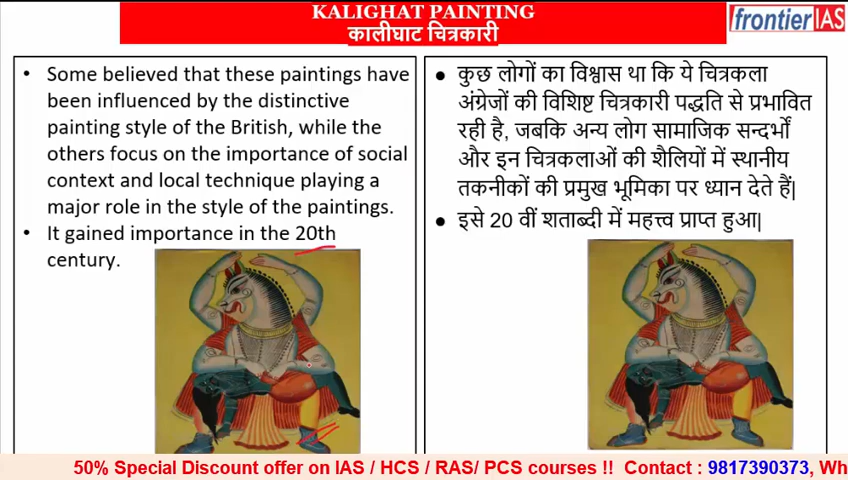 KALIGHAT PAINTING
कालीघाट चित्रकारी
frontierIAS
• Some believed that these paintings have
been influenced by the distinctive
painting style of the British, while the
others focus on the importance of social
context and local technique playing a
major role in the style of the paintings.
• It gained importance in the 20th
century.
• कुछ लोगों का विश्वास था कि ये चित्रकला
अंग्रेजों की विशिष्ट चित्रकारी पद्धति से प्रभावित
रही है, जबकि अन्य लोग सामाजिक सन्दर्भों
और इन चित्रकलाओं की शैलियों में स्थानीय
तकनीकों की प्रमुख भूमिका पर ध्यान देते हैं|
• इसे 20 वीं शताब्दी में महत्त्व प्राप्त हुआ|
50% Special Discount offer on IAS / HCS / RAS/ PCS courses !! Contact : 9817390373, Wh